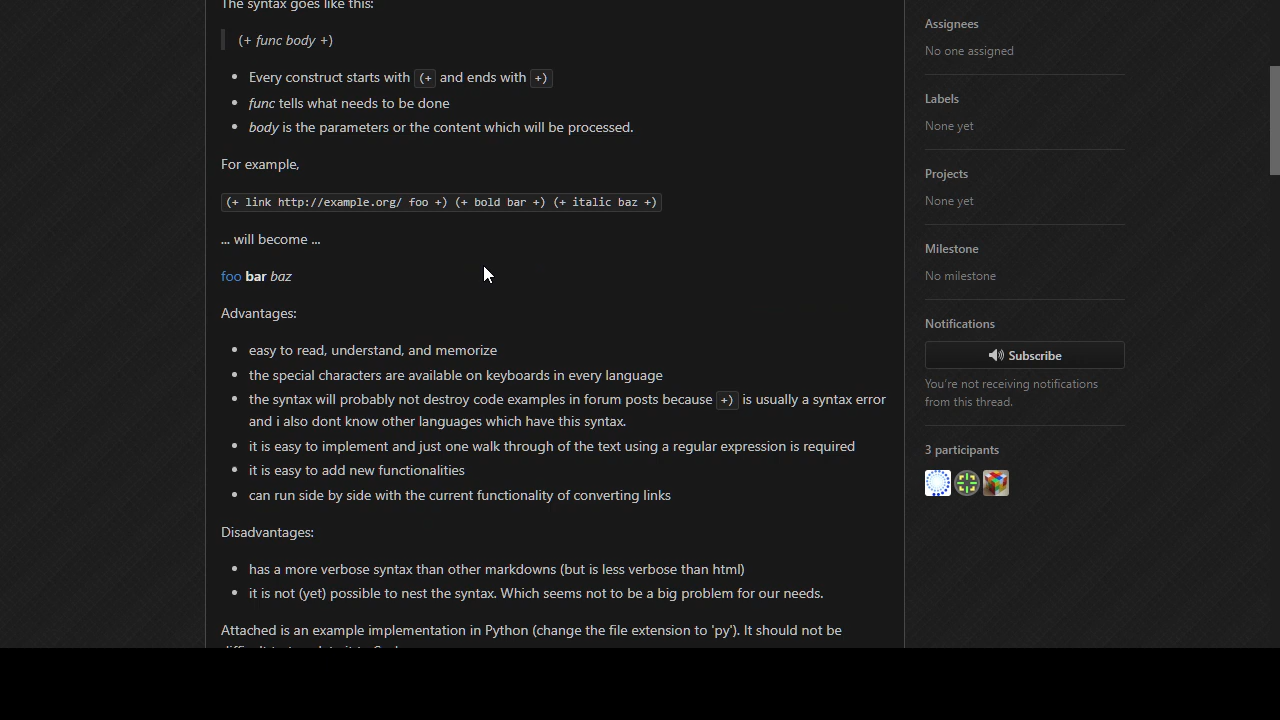 The syntax goes like this:
(+ func body +)
Every construct starts with (+ and ends with +)
func tells what needs to be done
body is the parameters or the content which will be processed.
For example,
(+ link http://example.org/ foo +) (+ bold bar +) (+ italic baz +)
... will become ...
foo bar baz
Advantages:
easy to read, understand, and memorize
the special characters are available on keyboards in every language
the syntax will probably not destroy code examples in forum posts because +) is usually a syntax error
and i also dont know other languages which have this syntax.
it is easy to implement and just one walk through of the text using a regular expression is required
it is easy to add new functionalities
can run side by side with the current functionality of converting links
Disadvantages:
has a more verbose syntax than other markdowns (but is less verbose than html)
it is not (yet) possible to nest the syntax. Which seems not to be a big problem for our needs.
Attached is an example implementation in Python (change the file extension to 'py'). It should not be
Assignees
No one assigned
Labels
None yet
Projects
None yet
Milestone
No milestone
Notifications
Subscribe
You're not receiving notifications
from this thread.
3 participants